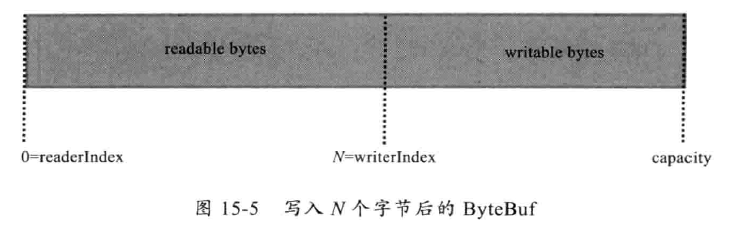 readable bytes
writable bytes
0=readerIndex
N=writerIndex
capacity
图 15-5 写入 N 个字节后的 ByteBuf